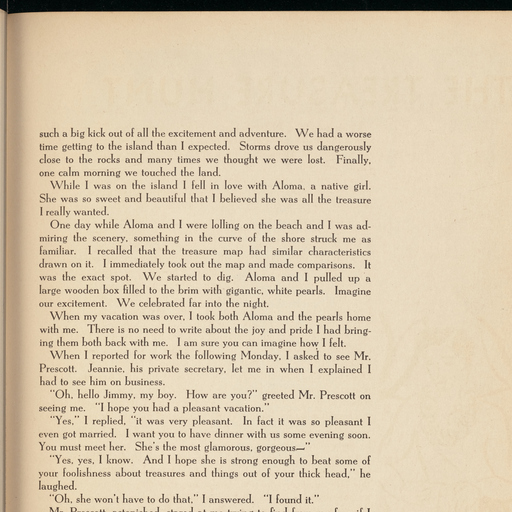 such a big kick out of all the excitement and adventure. We had a worse
time getting to the island than I expected. Storms drove us dangerously
close to the rocks and many times we thought we were lost. Finally,
one calm morning we touched the land.
While I was on the island I fell in love with Aloma, a native girl.
She was so sweet and beautiful that I believed she was all the treasure
I really wanted.
One day while Aloma and I were lolling on the beach and I was ad-
miring the scenery, something in the curve of the shore struck me as
familiar. I recalled that the treasure map had similar characteristics
drawn on it. I immediately took out the map and made comparisons. It
was the exact spot. We started to dig. Aloma and I pulled up a
large wooden box filled to the brim with gigantic, white pearls. Imagine
our excitement. We celebrated far into the night.
When my vacation was over, I took both Aloma and the pearls home
with me. There is no need to write about the joy and pride I had bring-
ing them both back with me. I am sure you can imagine how I felt.
When I reported for work the following Monday, I asked to see Mr.
Prescott. Jeannie, his private secretary, let me in when I explained I
had to see him on business.
"Oh, hello Jimmy, my boy. How are you?" greeted Mr. Prescott on
seeing me. "I hope you had a pleasant vacation."
"Yes," I replied, "it was very pleasant. In fact it was so pleasant I
even got married. I want you to have dinner with us some evening soon.
You must meet her. She's the most glamorous, gorgeous—"
"Yes, yes, I know. And I hope she is strong enough to beat some of
your foolishness about treasures and things out of your thick head," he
laughed.
"Oh, she won't have to do that," I answered. "I found it."